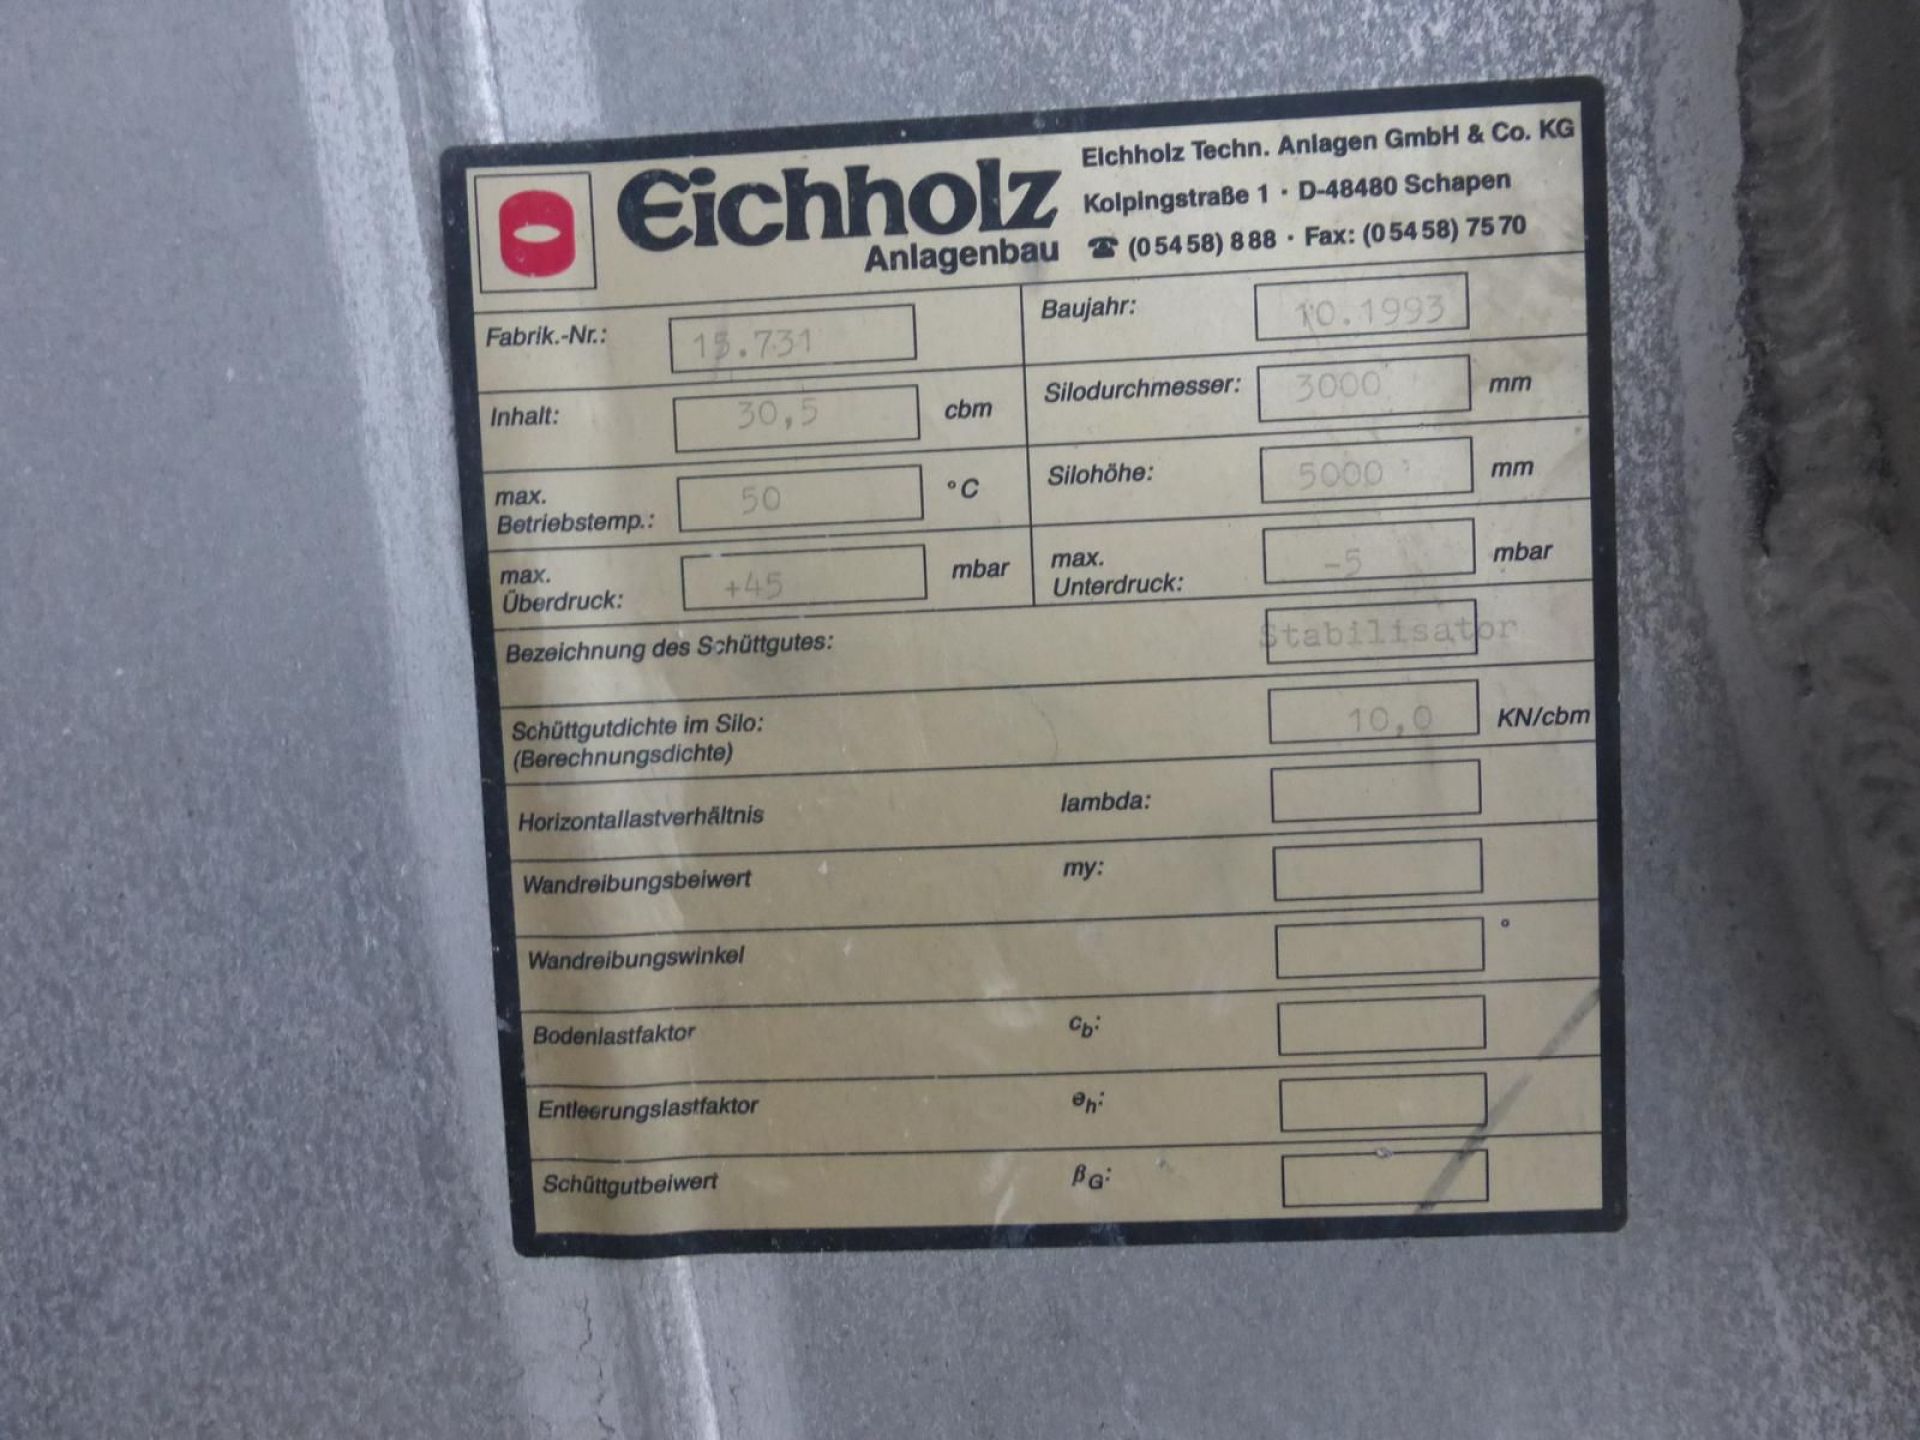 Eichholz
Anlagenbau
Eichholz Techn. Anlagen GmbH & Co. KG
Kolpingstraße 1 · D-48480 Schapen
☎ (05458) 888 · Fax: (05458) 7570
Fabrik.-Nr.:
Baujahr: 10.1993
Inhalt: 30,5 cbm
Silodurchmesser: 3000 mm
max.
Betriebstemp.: 50 °C
Silohöhe: 5000 mm
max.
Überdruck: +45 mbar
max.
Unterdruck: -5 mbar
Bezeichnung des Schüttgutes: Stabilisator
Schüttgutdichte im Silo: 10,0 KN/cbm
(Berechnungsdichte)
Horizontallastverhältnis lambda:
Wandreibungsbeiwert my:
Wandreibungswinkel °
Bodenlastfaktor cb:
Entleerungslastfaktor eh:
Schüttgutbeiwert βG: